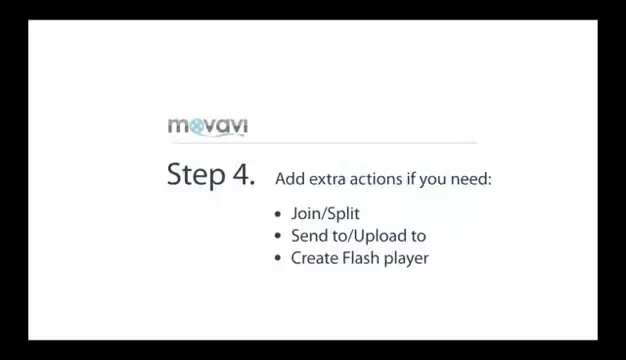 movavi
Step 4. Add extra actions if you need:
• Join/Split
• Send to/Upload to
• Create Flash player